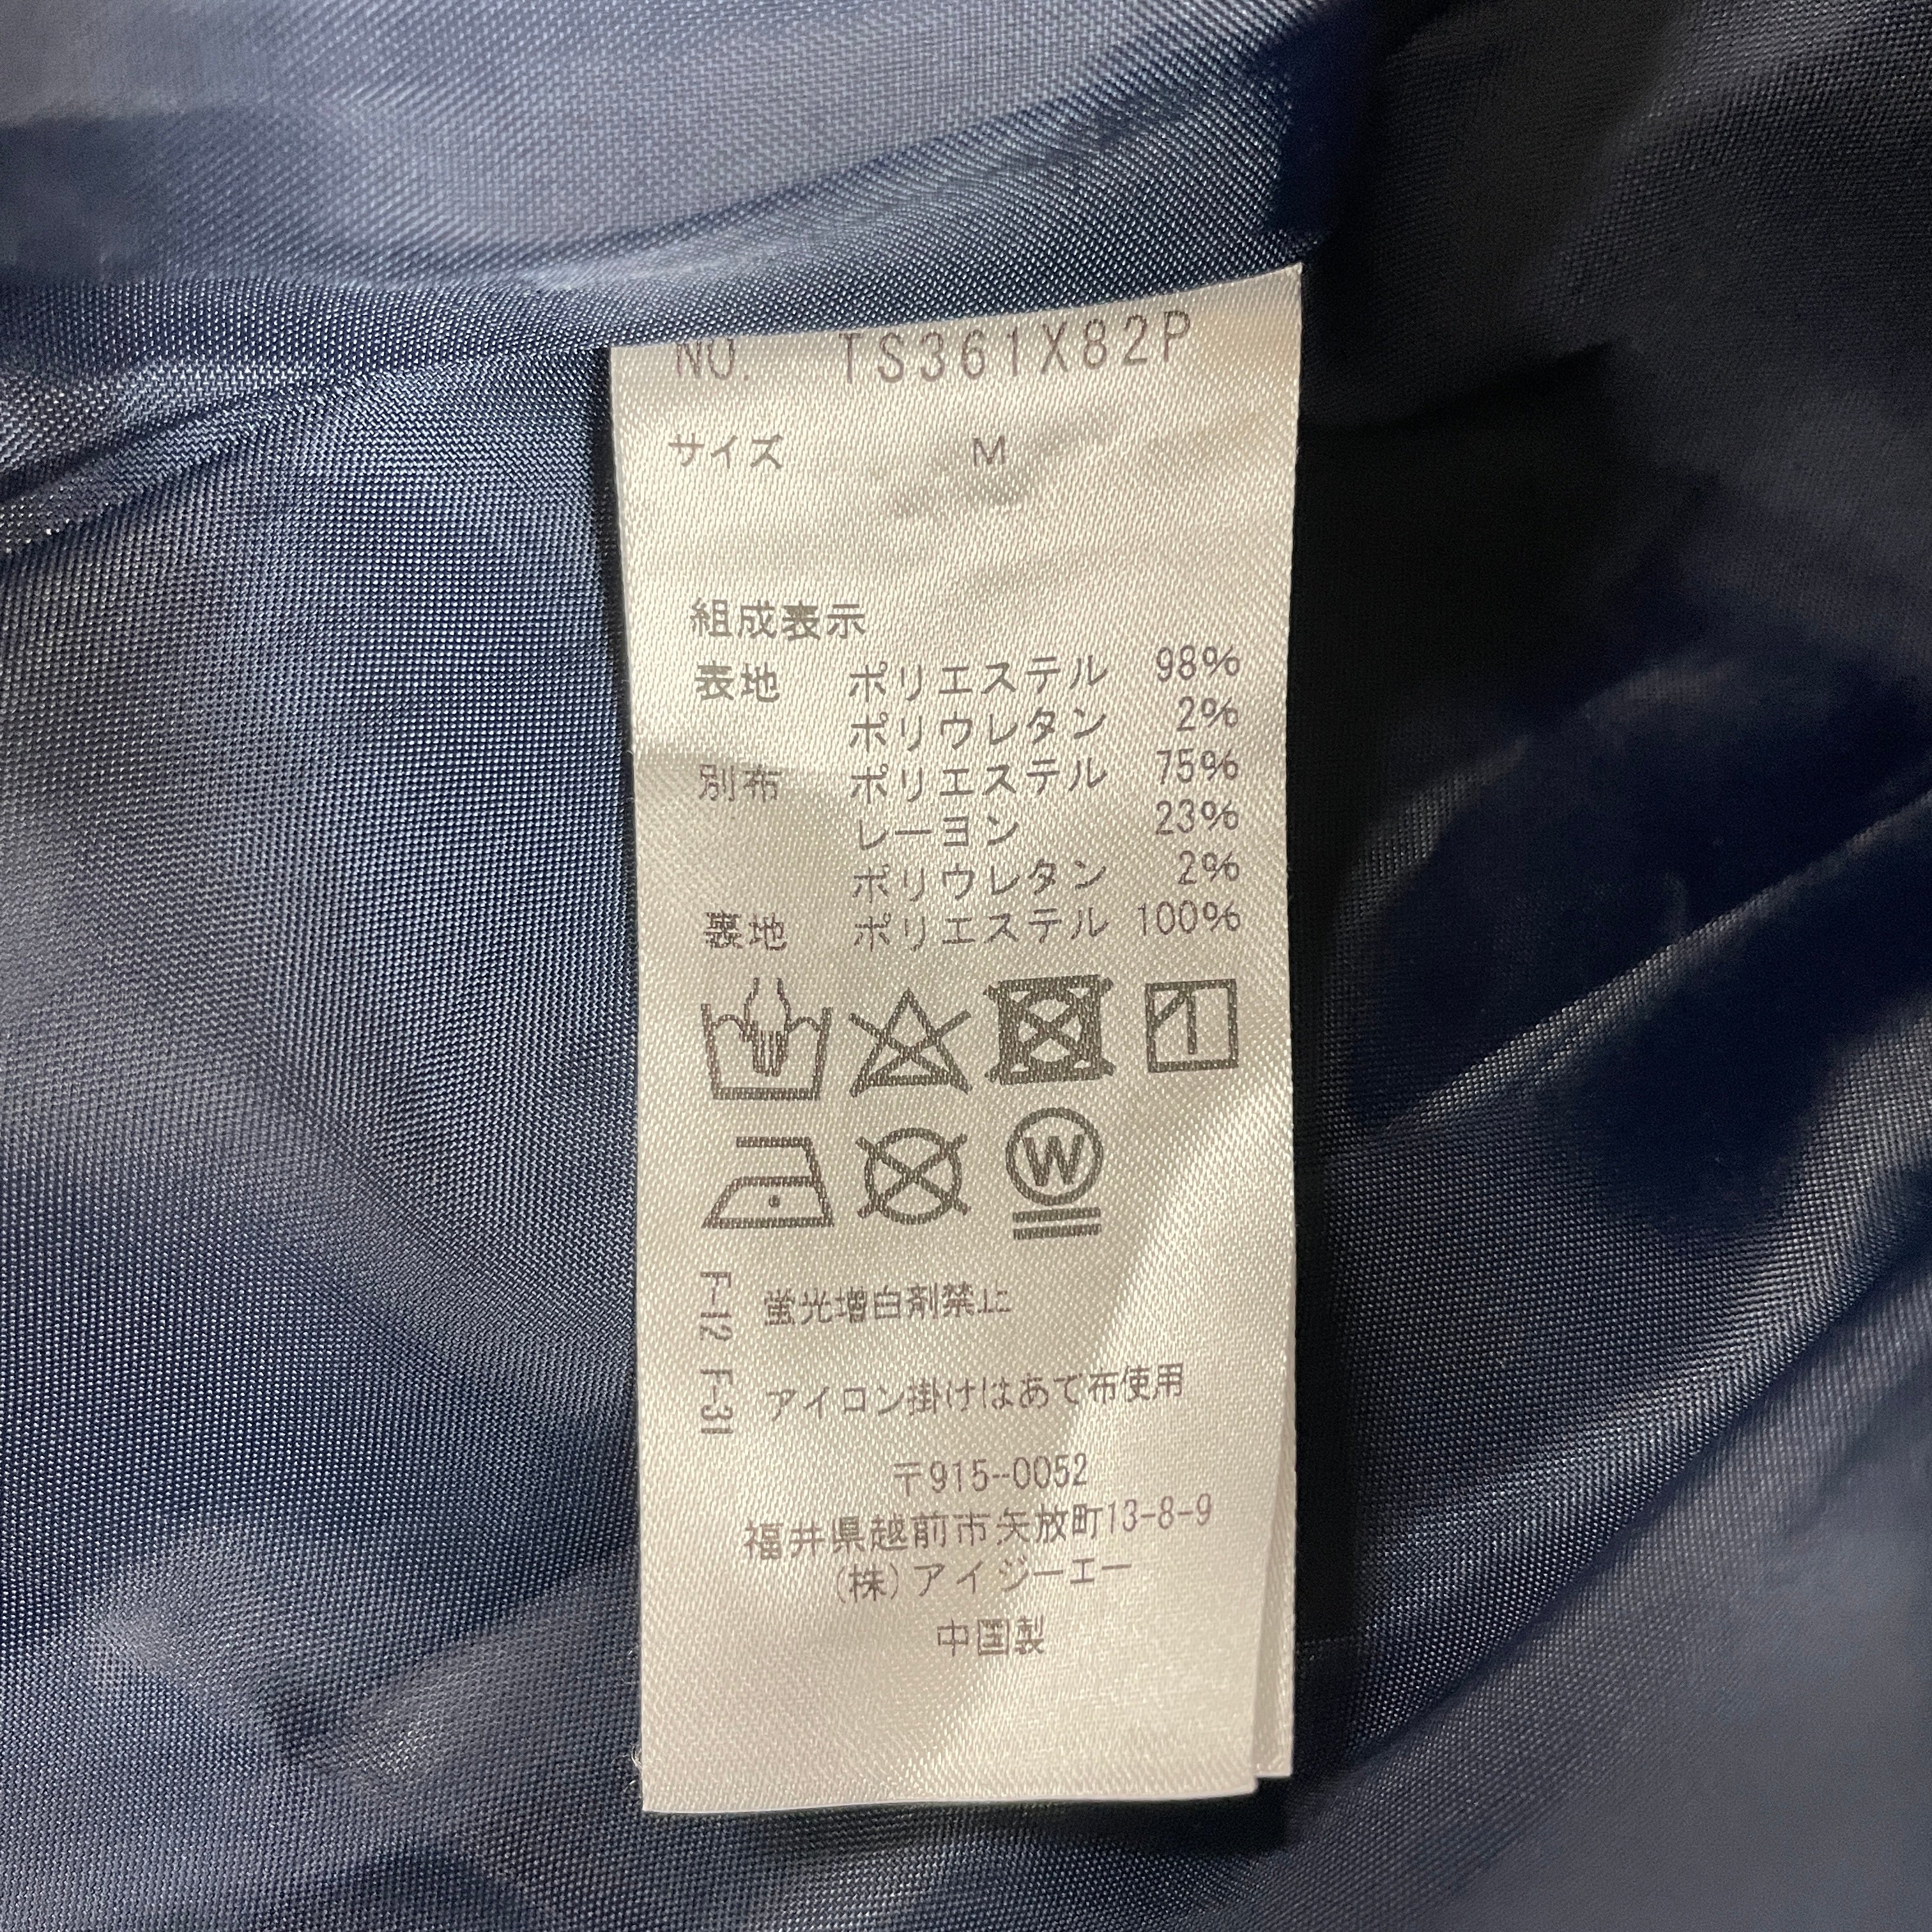 NO. TS361X82P
サイズ M
組成表示
表地 ポリエステル 98%
ポリウレタン 2%
別布 ポリエステル 75%
レーヨン 23%
ポリウレタン 2%
裏地 ポリエステル 100%
W
F-12 蛍光増白剤禁止
F-31 アイロン掛けはあて布使用
〒915-0052
福井県越前市矢放町13-8-9
(株)アイジーエー
中国製